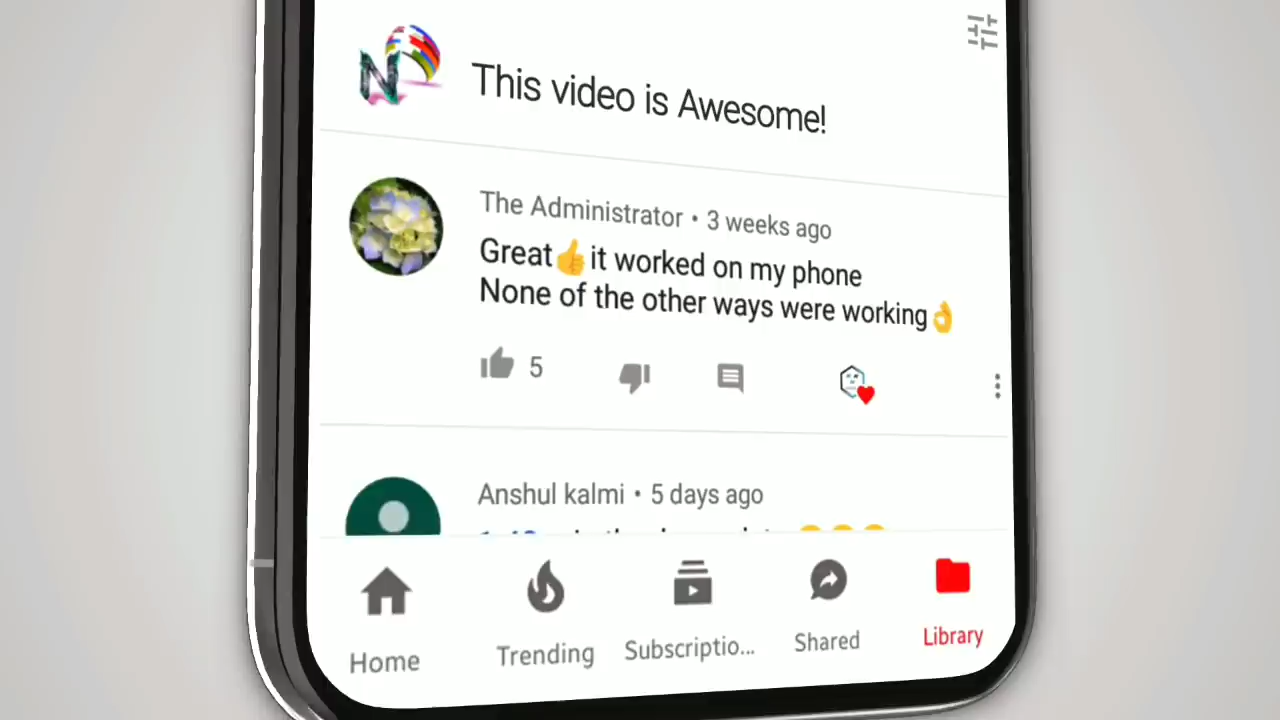 This video is Awesome!
The Administrator • 3 weeks ago
Great👍it worked on my phone
None of the other ways were working👌
5
Anshul kalmi • 5 days ago
Home
Trending
Subscriptio...
Shared
Library